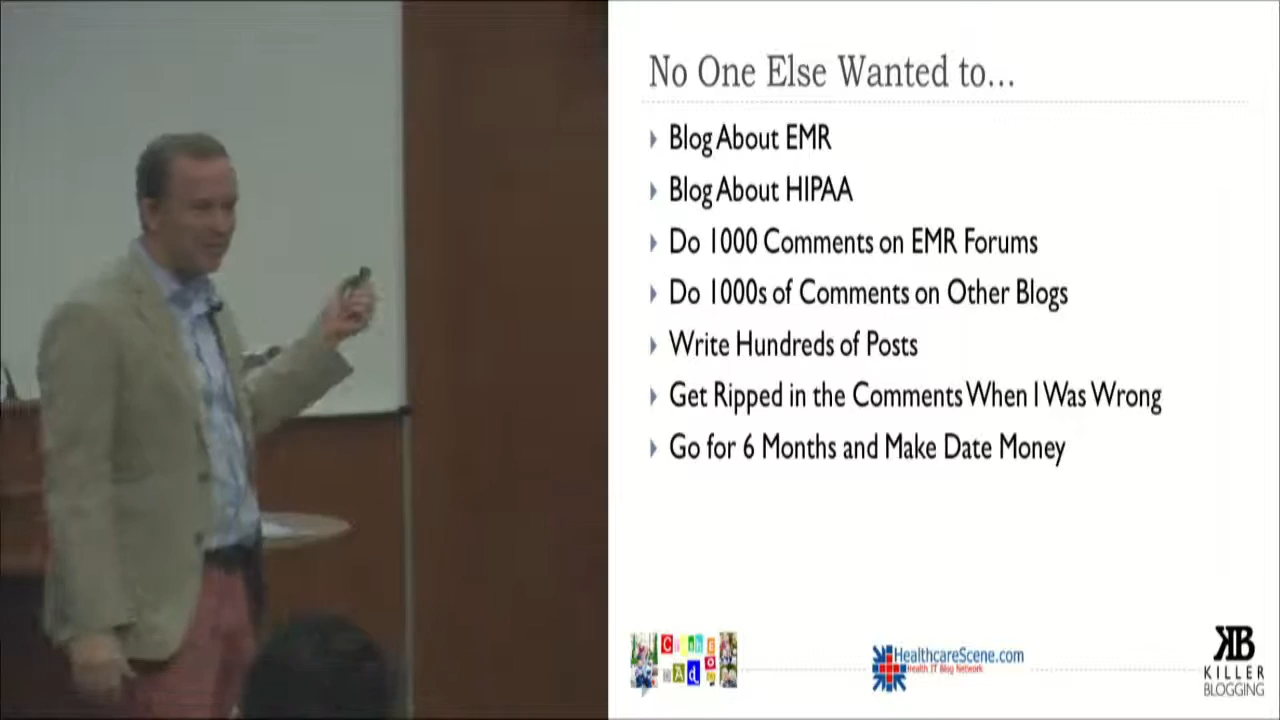 No One Else Wanted to...
Blog About EMR
Blog About HIPAA
Do 1000 Comments on EMR Forums
Do 1000s of Comments on Other Blogs
Write Hundreds of Posts
Get Ripped in the Comments When I Was Wrong
Go for 6 Months and Make Date Money
HealthcareScene.com
Health IT Blog Network
KB
KILLER
BLOGGING